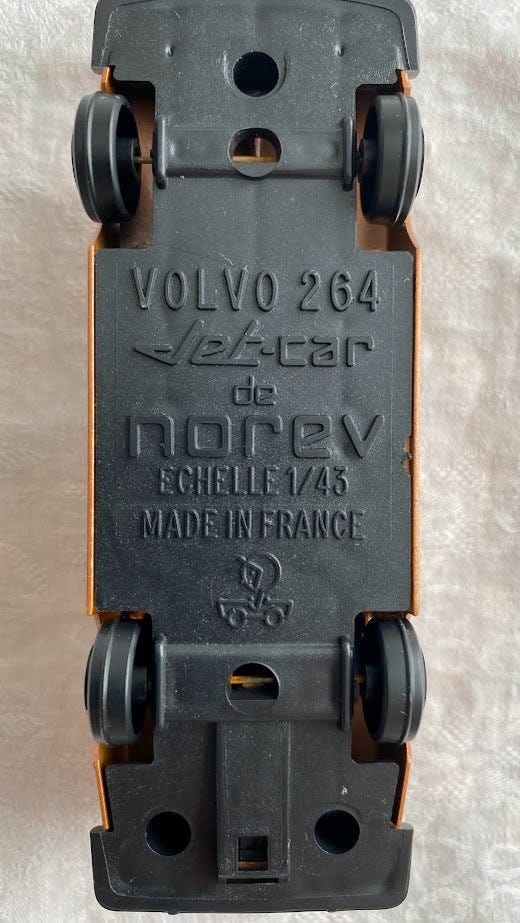 VOLVO 264
Jet-car
de
norev
ECHELLE 1/43
MADE IN FRANCE